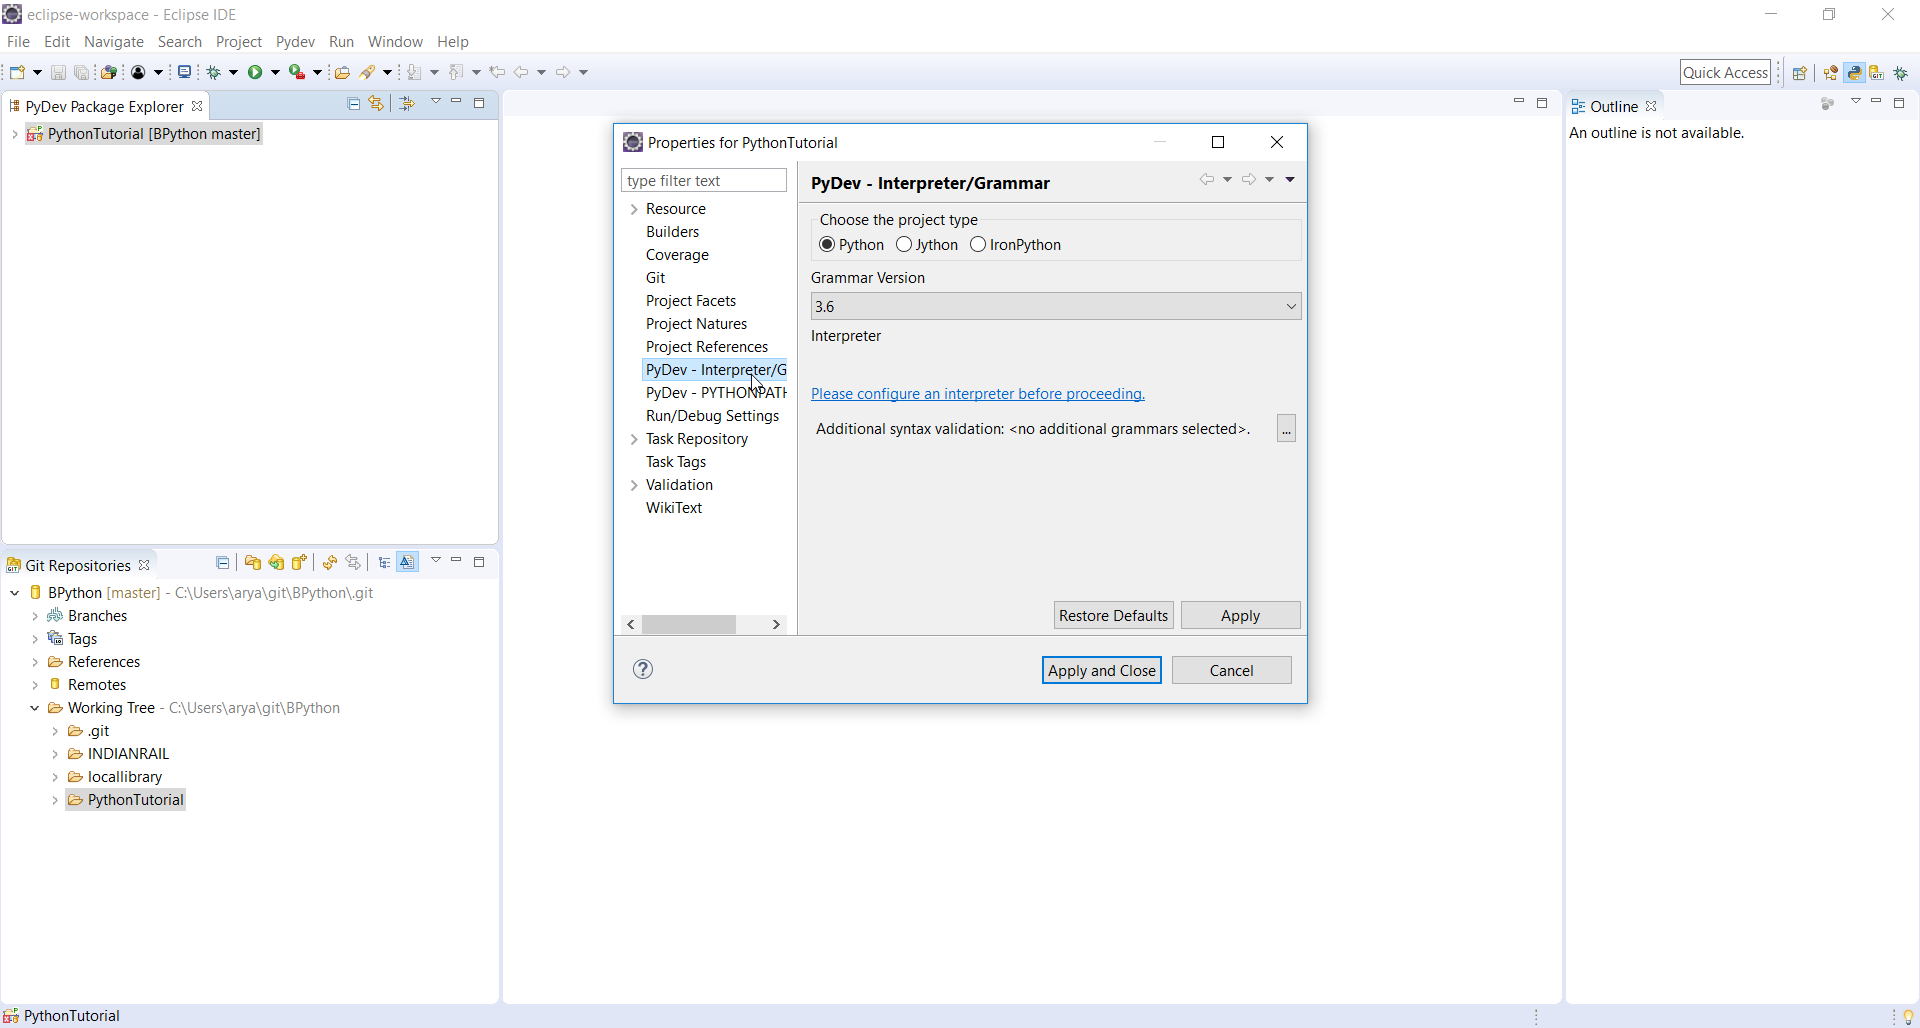 eclipse-workspace - Eclipse IDE
File Edit Navigate Search Project Pydev Run Window Help
Quick Access
PyDev Package Explorer
PythonTutorial [BPython master]
Outline
An outline is not available.
Properties for PythonTutorial
type filter text
Resource
Builders
Coverage
Git
Project Facets
Project Natures
Project References
PyDev - Interpreter/G
PyDev - PYTHONPATH
Run/Debug Settings
Task Repository
Task Tags
Validation
WikiText
PyDev - Interpreter/Grammar
Choose the project type
Python Jython IronPython
Grammar Version
3.6
Interpreter
Please configure an interpreter before proceeding.
Additional syntax validation: <no additional grammars selected>. ...
Restore Defaults Apply
Apply and Close Cancel
Git Repositories
BPython [master] - C:\Users\arya\git\BPython\.git
Branches
Tags
References
Remotes
Working Tree - C:\Users\arya\git\BPython
.git
INDIANRAIL
locallibrary
PythonTutorial
PythonTutorial